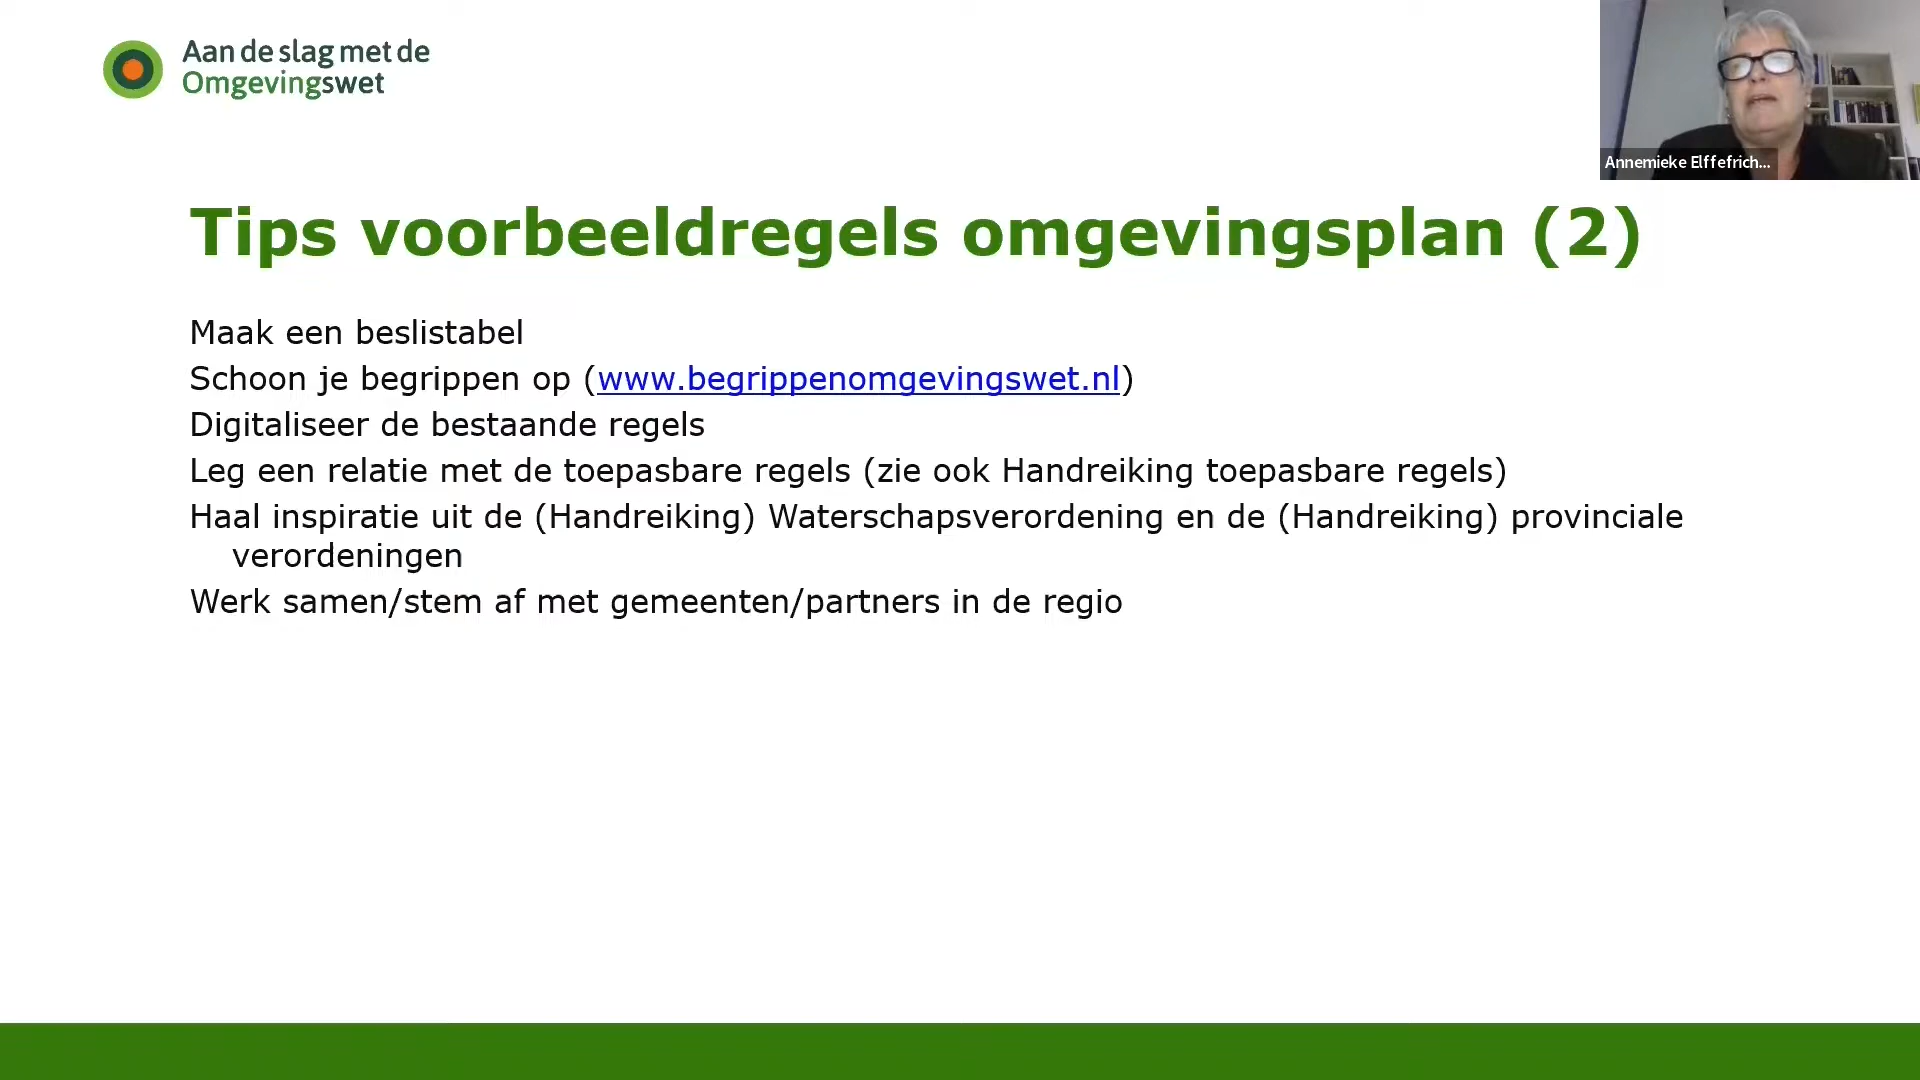 Aan de slag met de
Omgevingswet
Annemieke Elffefrich...
Tips voorbeeldregels omgevingsplan (2)
Maak een beslistabel
Schoon je begrippen op (www.begrippenomgevingswet.nl)
Digitaliseer de bestaande regels
Leg een relatie met de toepasbare regels (zie ook Handreiking toepasbare regels)
Haal inspiratie uit de (Handreiking) Waterschapsverordening en de (Handreiking) provinciale
verordeningen
Werk samen/stem af met gemeenten/partners in de regio